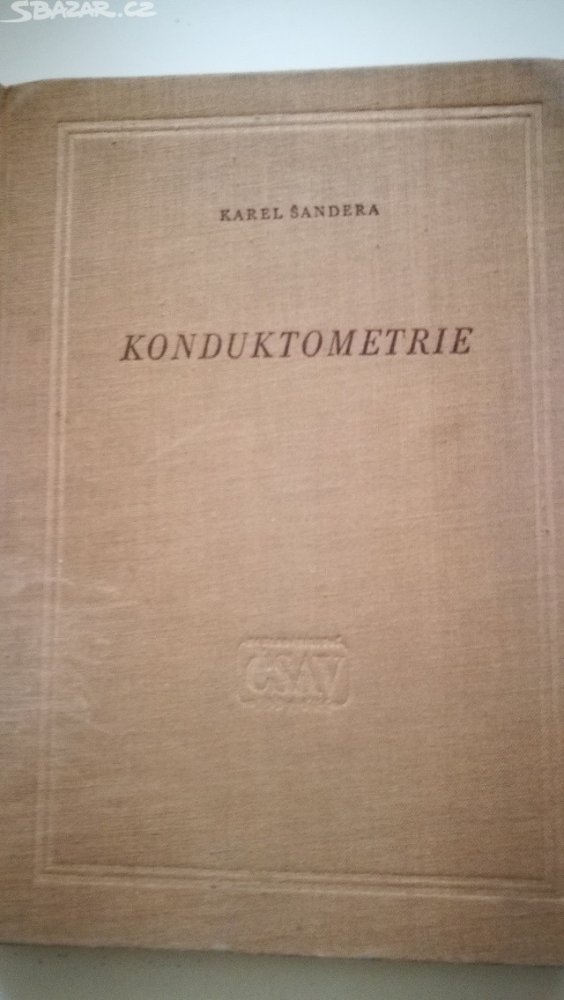 SBAZAR.CZ
KAREL ŠANDERA
KONDUKTOMETRIE
ČSAV